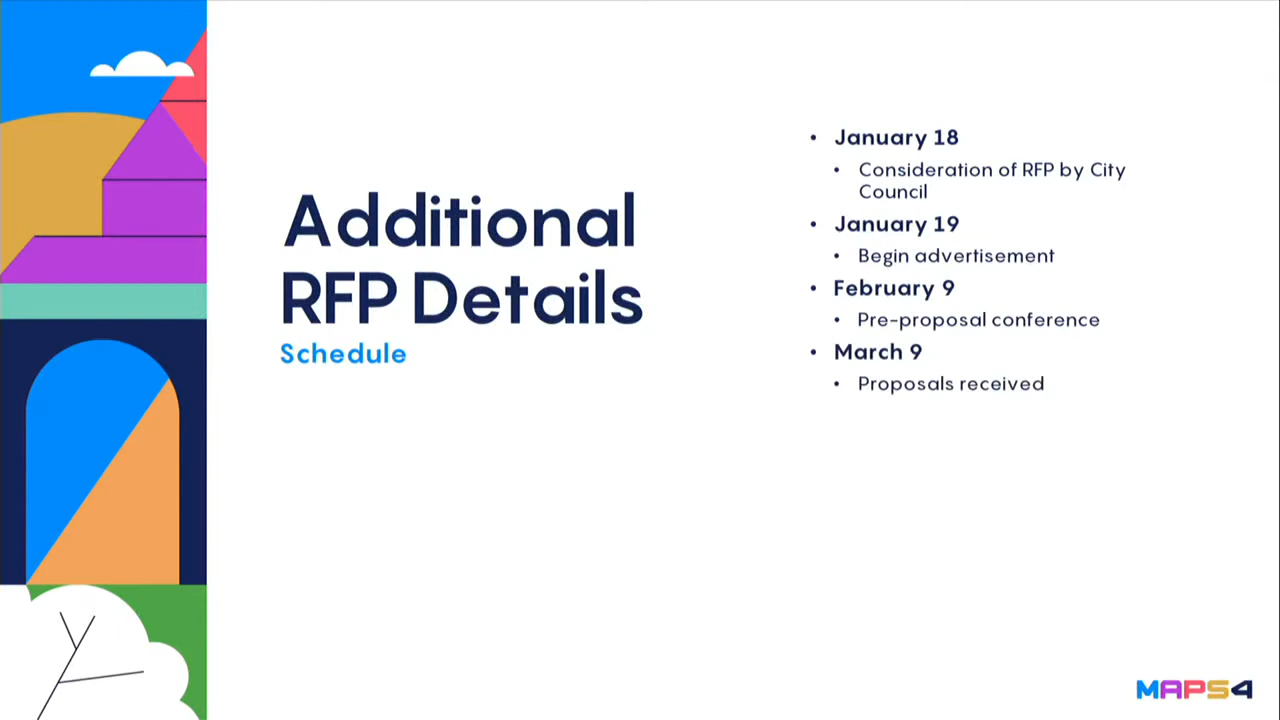 Additional
RFP Details
Schedule
• January 18
• Consideration of RFP by City
Council
• January 19
• Begin advertisement
• February 9
• Pre-proposal conference
• March 9
• Proposals received
MAPS4